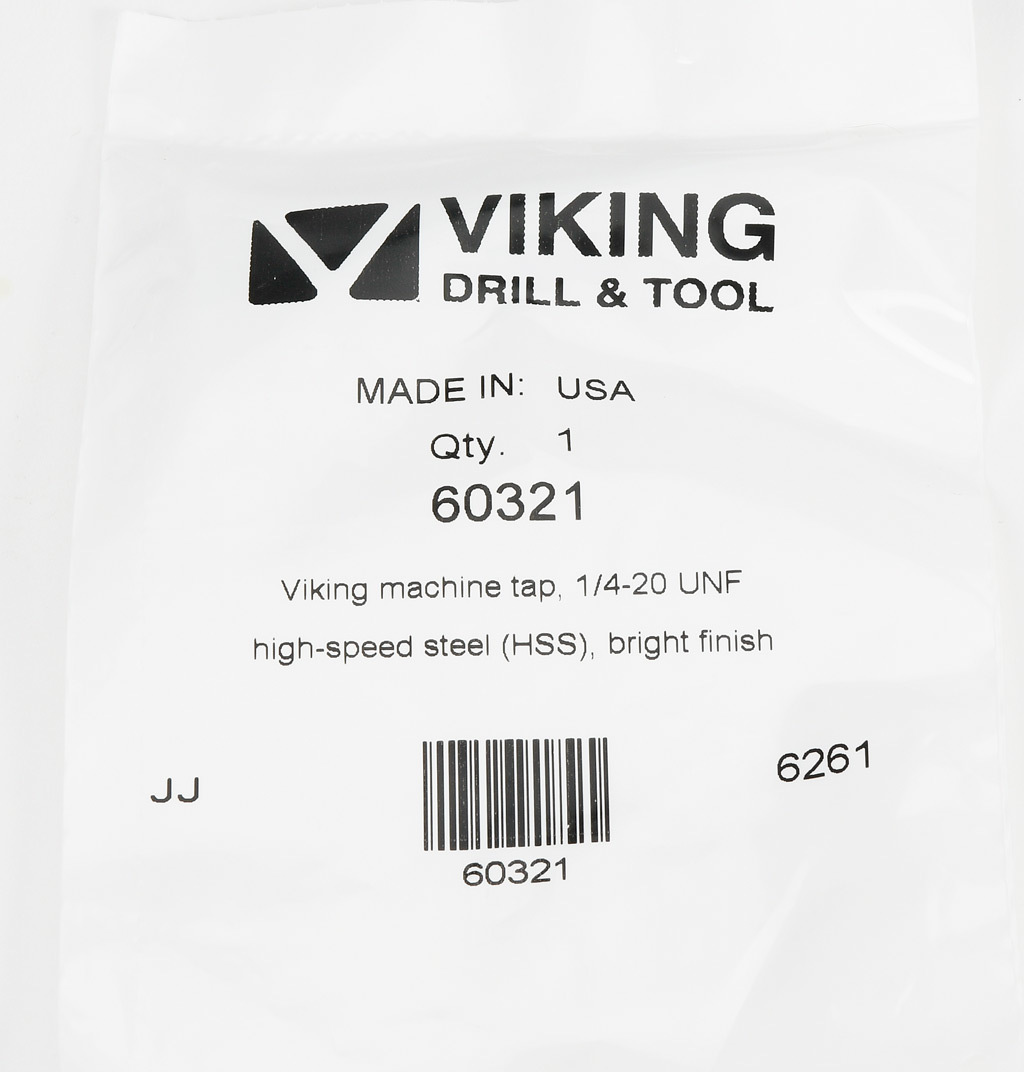 VIKING
DRILL & TOOL
MADE IN: USA
Qty. 1
60321
Viking machine tap, 1/4-20 UNF
high-speed steel (HSS), bright finish
JJ
6261
60321